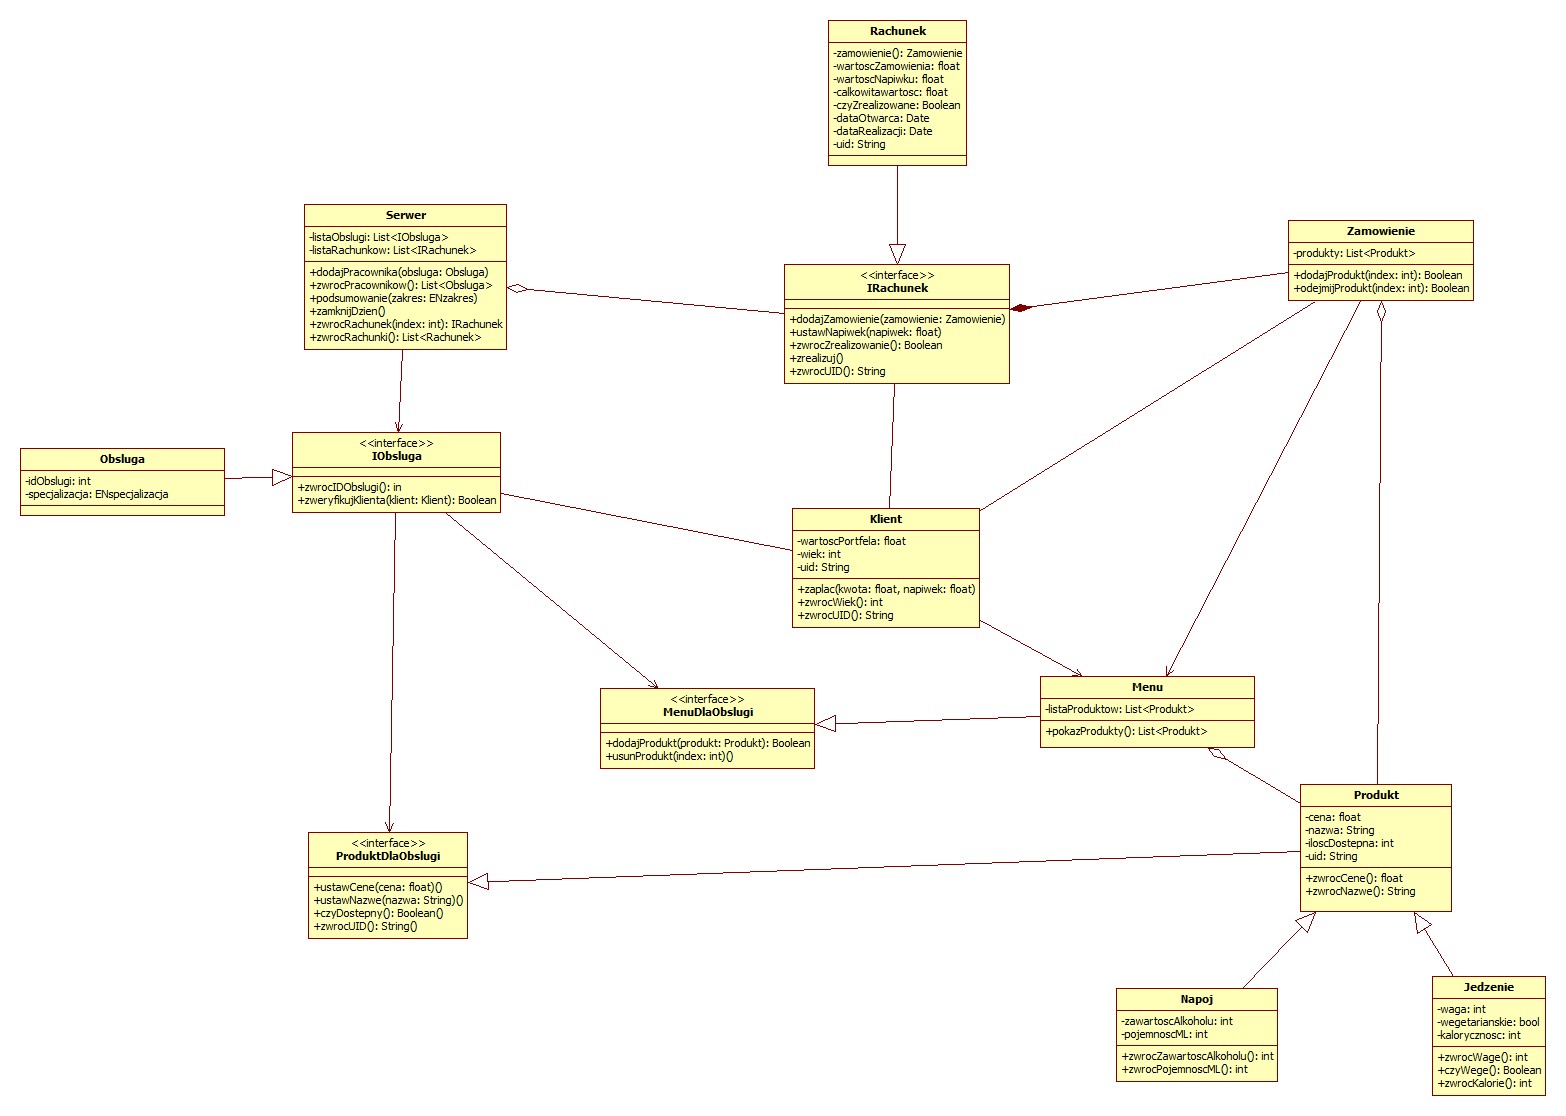 Rachunek
-zamowienie(): Zamowienie
-wartoscZamowienia: float
-wartoscNapiwku: float
-calkowitawartosc: float
-czyZrealizowane: Boolean
-dataOtwarca: Date
-dataRealizacji: Date
-uid: String
Serwer
-listaObslugi: List<IObsluga>
-listaRachunkow: List<IRachunek>
+dodajPracownika(obsluga: Obsluga)
+zwrocPracownikow(): List<Obsluga>
+podsumowanie(zakres: ENzakres)
+zamknijDzien()
+zwrocRachunek(index: int): IRachunek
+zwrocRachunki(): List<Rachunek>
Zamowienie
-produkty: List<Produkt>
+dodajProdukt(index: int): Boolean
+odejmijProdukt(index: int): Boolean
<<interface>>
IRachunek
+dodajZamowienie(zamowienie: Zamowienie)
+ustawNapiwek(napiwek: float)
+zwrocZrealizowanie(): Boolean
+zrealizuj()
+zwrocUID(): String
Obsluga
-idObslugi: int
-specjalizacja: ENspecjalizacja
<<interface>>
IObsluga
+zwrocIDObslugi(): in
+zweryfikujKlienta(klient: Klient): Boolean
Klient
-wartoscPortfela: float
-wiek: int
-uid: String
+zaplac(kwota: float, napiwek: float)
+zwrocWiek(): int
+zwrocUID(): String
<<interface>>
MenuDlaObslugi
+dodajProdukt(produkt: Produkt): Boolean
+usunProdukt(index: int)()
Menu
-listaProduktow: List<Produkt>
+pokazProdukty(): List<Produkt>
<<interface>>
ProduktDlaObslugi
+ustawCene(cena: float)()
+ustawNazwe(nazwa: String)()
+czyDostepny(): Boolean()
+zwrocUID(): String()
Produkt
-cena: float
-nazwa: String
-iloscDostepna: int
-uid: String
+zwrocCene(): float
+zwrocNazwe(): String
Napoj
-zawartoscAlkoholu: int
-pojemnoscML: int
+zwrocZawartoscAlkoholu(): int
+zwrocPojemnoscML(): int
Jedzenie
-waga: int
-wegetarianskie: bool
-kalorycznosc: int
+zwrocWage(): int
+czyWege(): Boolean
+zwrocKalorie(): int